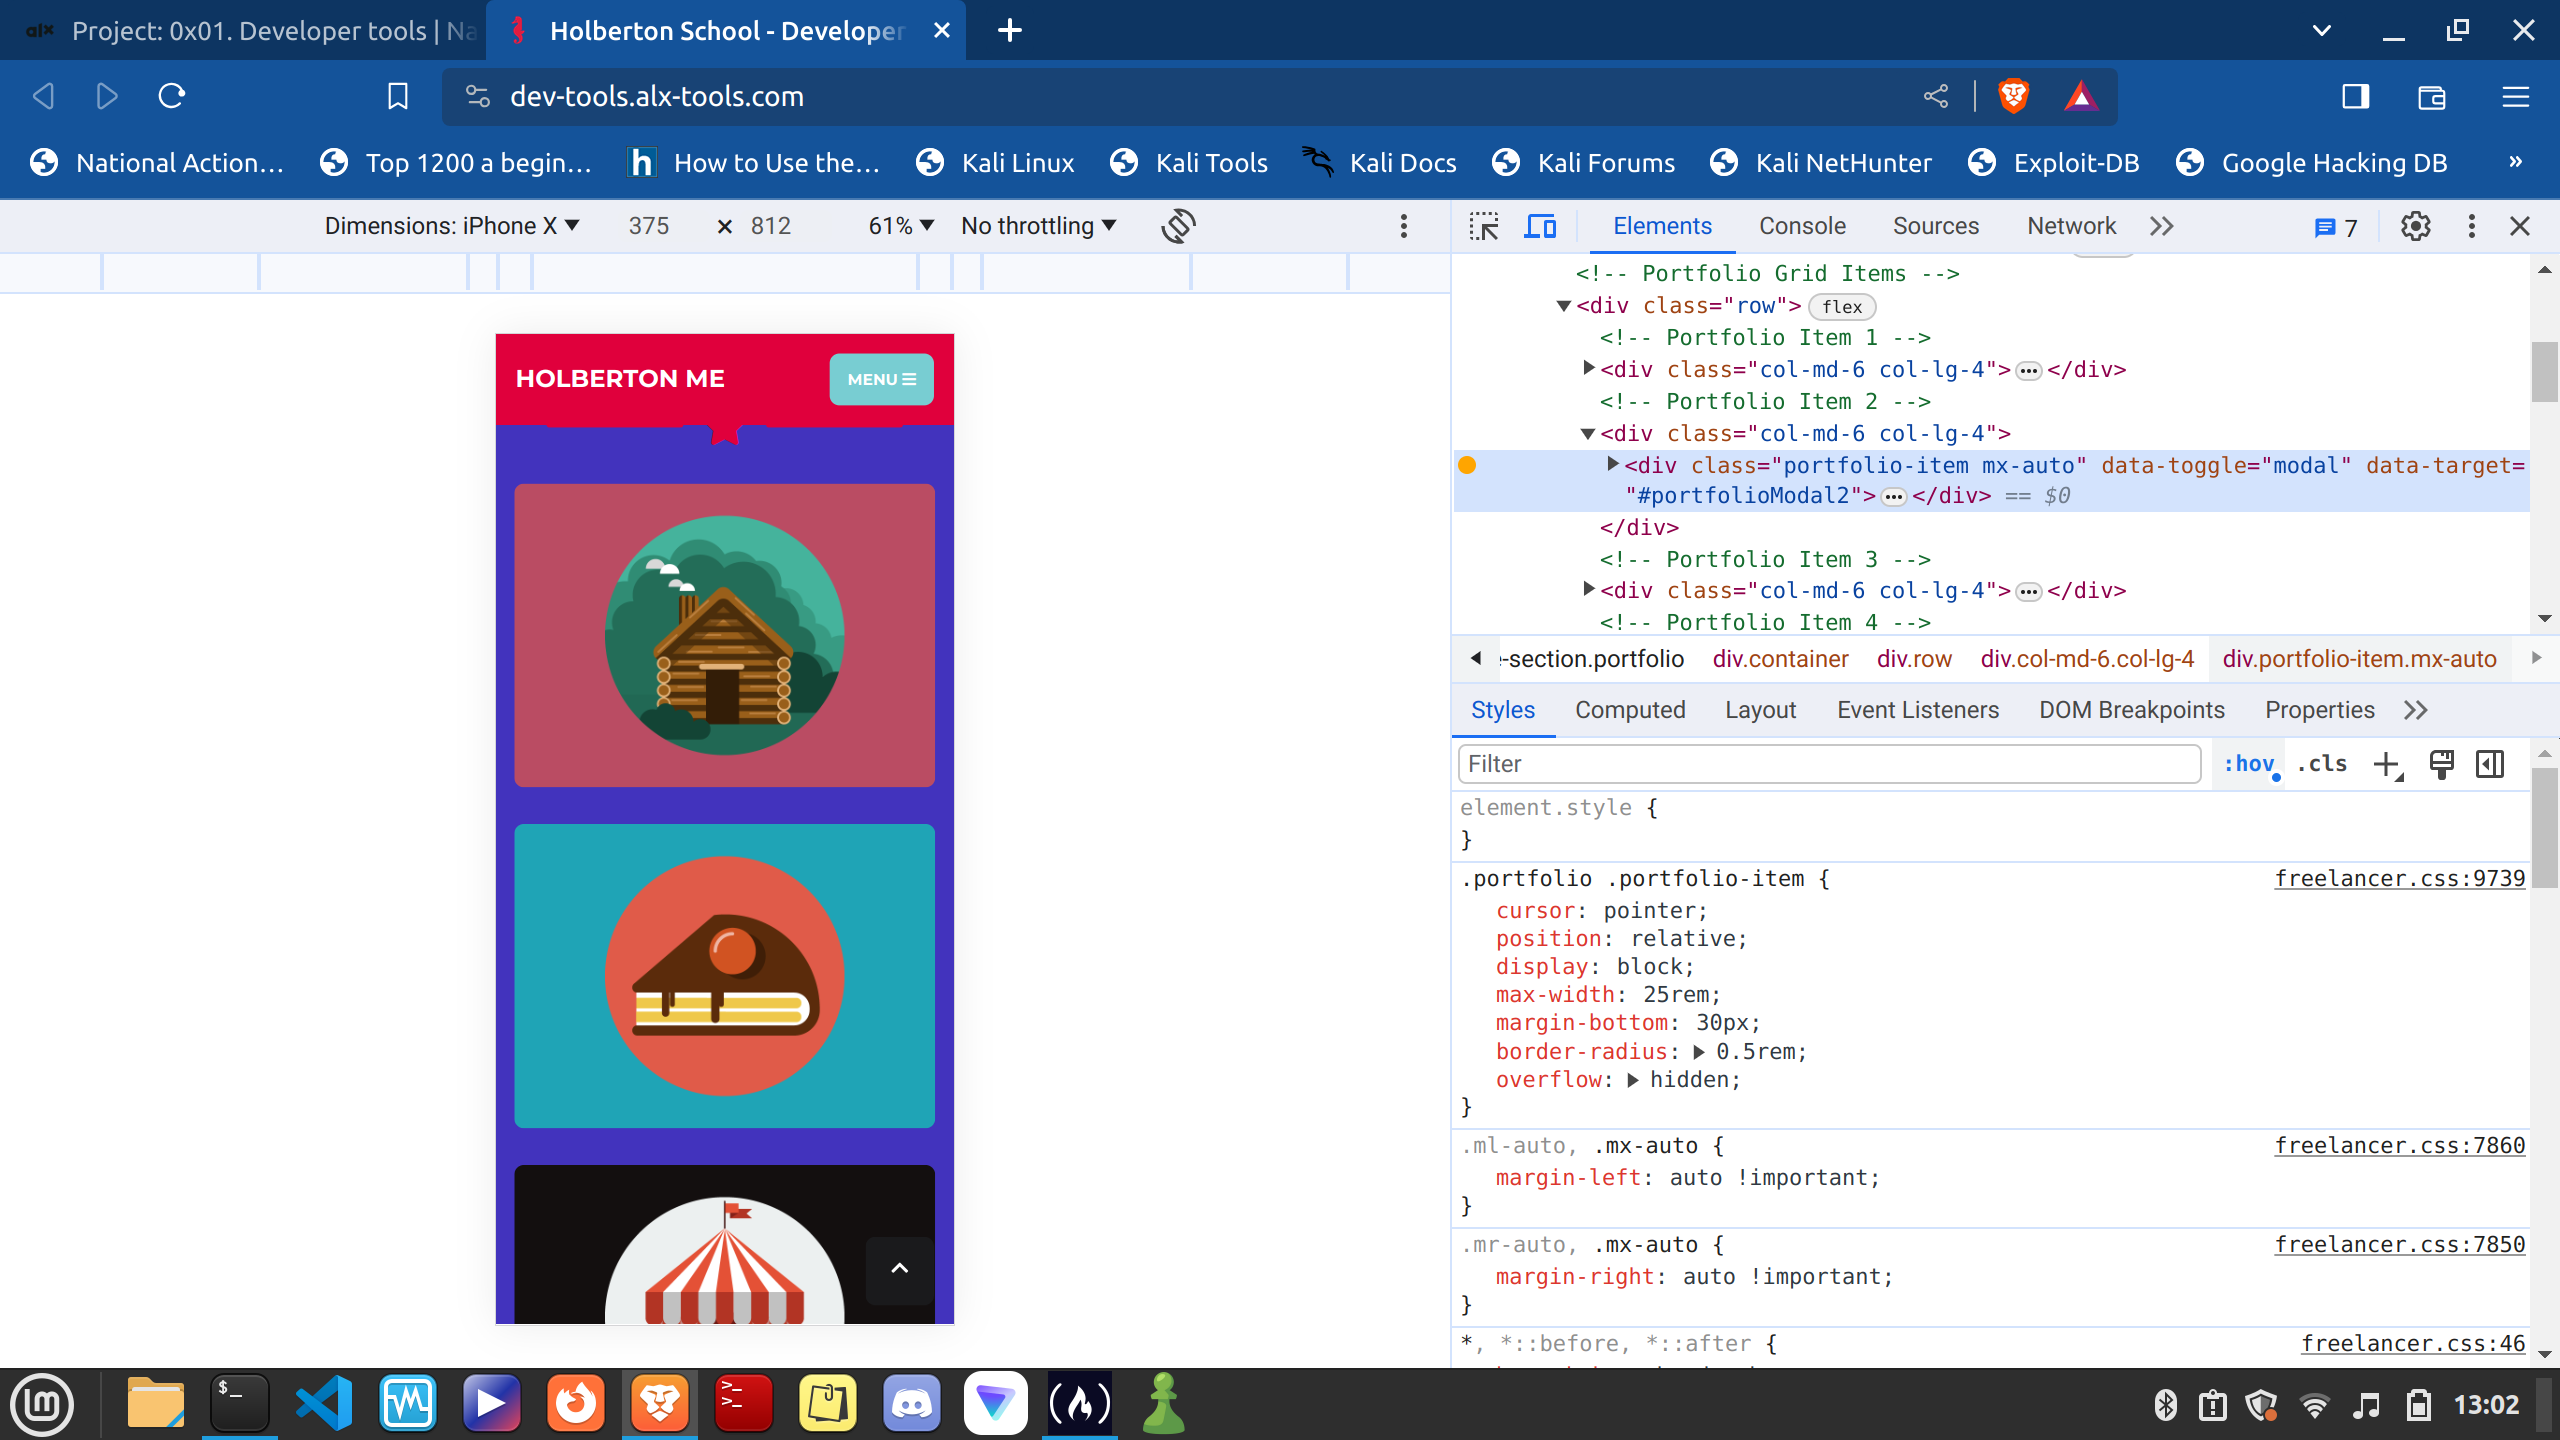 alx Project: 0x01. Developer tools | Na
Holberton School - Developer
dev-tools.alx-tools.com
National Action…
Top 1200 a begin…
h How to Use the…
Kali Linux
Kali Tools
Kali Docs
Kali Forums
Kali NetHunter
Exploit-DB
Google Hacking DB
»
Dimensions: iPhone X ▼ 375 × 812 61% ▼ No throttling ▼
Elements Console Sources Network 7
HOLBERTON ME
MENU
<!-- Portfolio Grid Items -->
▼<div class="row"> flex
<!-- Portfolio Item 1 -->
▶<div class="col-md-6 col-lg-4">…</div>
<!-- Portfolio Item 2 -->
▼<div class="col-md-6 col-lg-4">
▶<div class="portfolio-item mx-auto" data-toggle="modal" data-target=
"#portfolioModal2">…</div> == $0
</div>
<!-- Portfolio Item 3 -->
▶<div class="col-md-6 col-lg-4">…</div>
<!-- Portfolio Item 4 -->
e-section.portfolio div.container div.row div.col-md-6.col-lg-4 div.portfolio-item.mx-auto
Styles Computed Layout Event Listeners DOM Breakpoints Properties
Filter :hov .cls
element.style {
}
.portfolio .portfolio-item { freelancer.css:9739
cursor: pointer;
position: relative;
display: block;
max-width: 25rem;
margin-bottom: 30px;
border-radius: ▶ 0.5rem;
overflow: ▶ hidden;
}
.ml-auto, .mx-auto { freelancer.css:7860
margin-left: auto !important;
}
.mr-auto, .mx-auto { freelancer.css:7850
margin-right: auto !important;
}
*, *::before, *::after { freelancer.css:46
$_
>_
>_
13:02